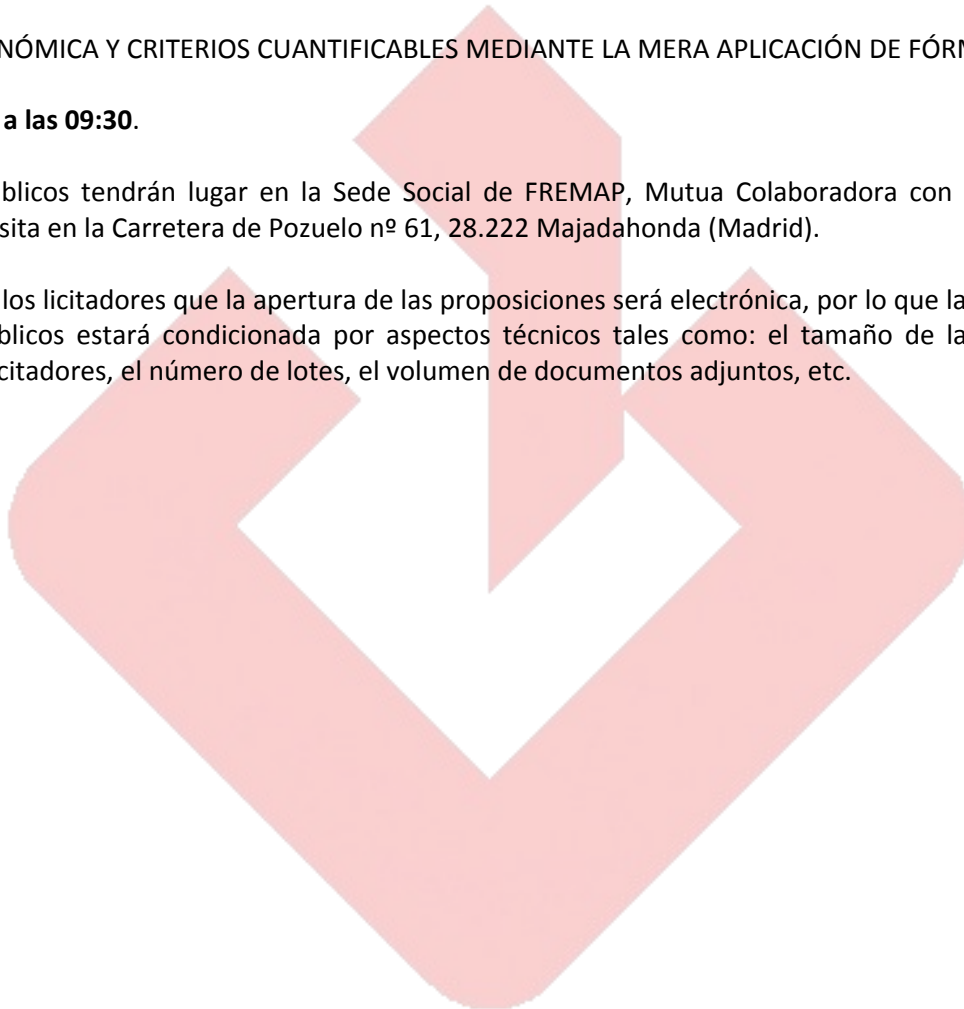 NÓMICA Y CRITERIOS CUANTIFICABLES MEDIANTE LA MERA APLICACIÓN DE FÓR
a las 09:30.
blicos tendrán lugar en la Sede Social de FREMAP, Mutua Colaboradora con
sita en la Carretera de Pozuelo nº 61, 28.222 Majadahonda (Madrid).
los licitadores que la apertura de las proposiciones será electrónica, por lo que la
blicos estará condicionada por aspectos técnicos tales como: el tamaño de la
citadores, el número de lotes, el volumen de documentos adjuntos, etc.